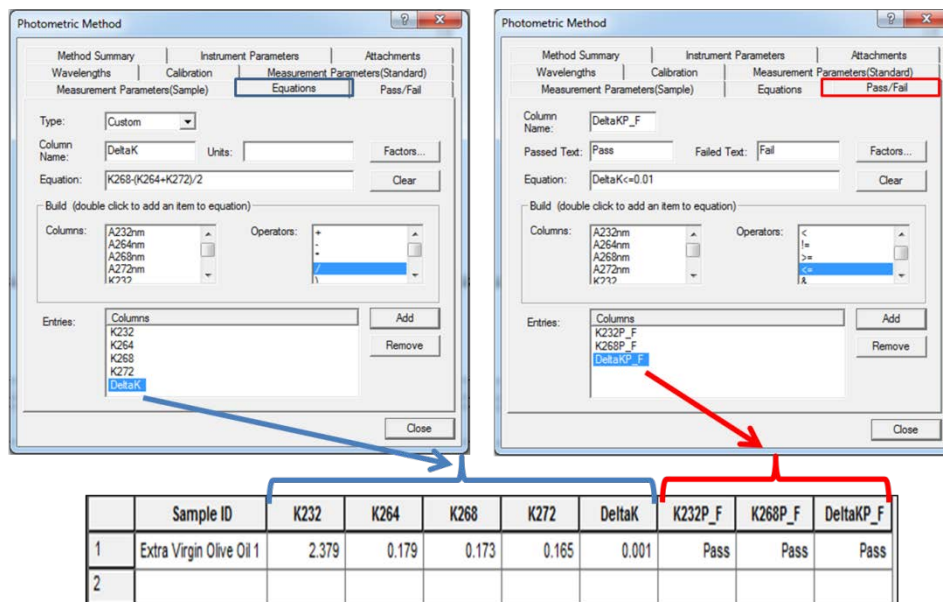 Photometric Method
Method Summary Instrument Parameters Attachments
Wavelengths Calibration Measurement Parameters(Standard)
Measurement Parameters(Sample) Equations Pass/Fail
Type: Custom
Column Name: DeltaK Units: Factors...
Equation: K268-(K264+K272)/2 Clear
Build (double click to add an item to equation)
Columns: Operators:
A232nm +
A264nm -
A268nm *
A272nm /
K232 )
Entries: Columns Add
K232
K264 Remove
K268
K272
DeltaK
Close
Photometric Method
Method Summary Instrument Parameters Attachments
Wavelengths Calibration Measurement Parameters(Standard)
Measurement Parameters(Sample) Equations Pass/Fail
Column Name: DeltaKP_F
Passed Text: Pass Failed Text: Fail Factors...
Equation: DeltaK<=0.01 Clear
Build (double click to add an item to equation)
Columns: Operators:
A232nm <
A264nm !=
A268nm >=
A272nm <=
K232 &
Entries: Columns Add
K232P_F
K268P_F Remove
DeltaKP_F
Close
Sample ID K232 K264 K268 K272 DeltaK K232P_F K268P_F DeltaKP_F
1 Extra Virgin Olive Oil 1 2.379 0.179 0.173 0.165 0.001 Pass Pass Pass
2